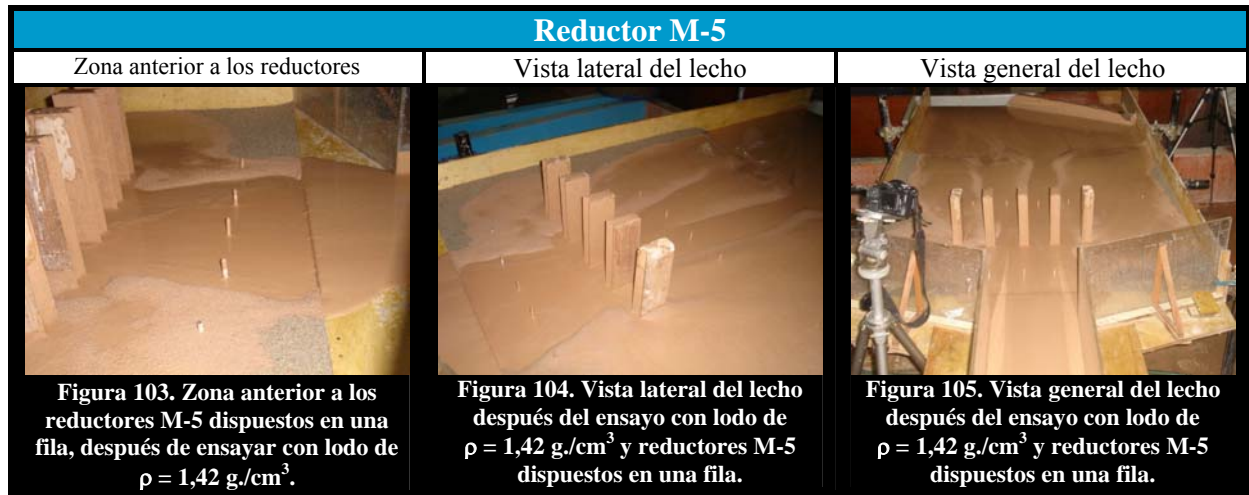 Reductor M-5
Zona anterior a los reductores
Vista lateral del lecho
Vista general del lecho
Figura 103. Zona anterior a los
reductores M-5 dispuestos en una
fila, después de ensayar con lodo de
ρ = 1,42 g./cm³.
Figura 104. Vista lateral del lecho
después del ensayo con lodo de
ρ = 1,42 g./cm³ y reductores M-5
dispuestos en una fila.
Figura 105. Vista general del lecho
después del ensayo con lodo de
ρ = 1,42 g./cm³ y reductores M-5
dispuestos en una fila.